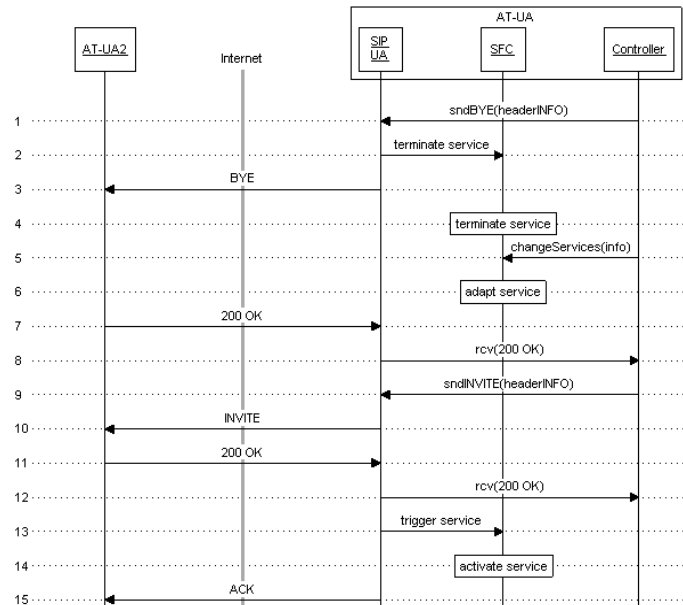 AT-UA
AT-UA2
Internet
SIP
UA
SFC
Controller
1
sndBYE(headerINFO)
2
terminate service
3
BYE
4
terminate service
5
changeServices(info)
6
adapt service
7
200 OK
8
rcv(200 OK)
9
sndINVITE(headerINFO)
10
INVITE
11
200 OK
12
rcv(200 OK)
13
trigger service
14
activate service
15
ACK